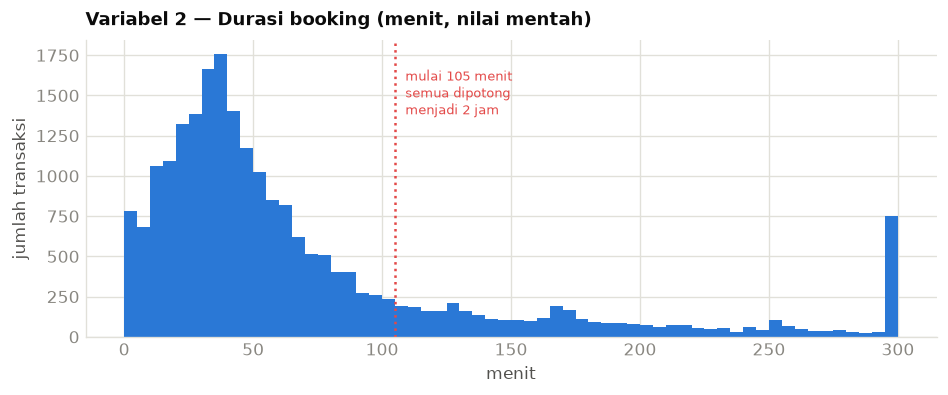 Variabel 2 — Durasi booking (menit, nilai mentah)
jumlah transaksi
1750
1500
1250
1000
750
500
250
0
mulai 105 menit
semua dipotong
menjadi 2 jam
0 50 100 150 200 250 300
menit